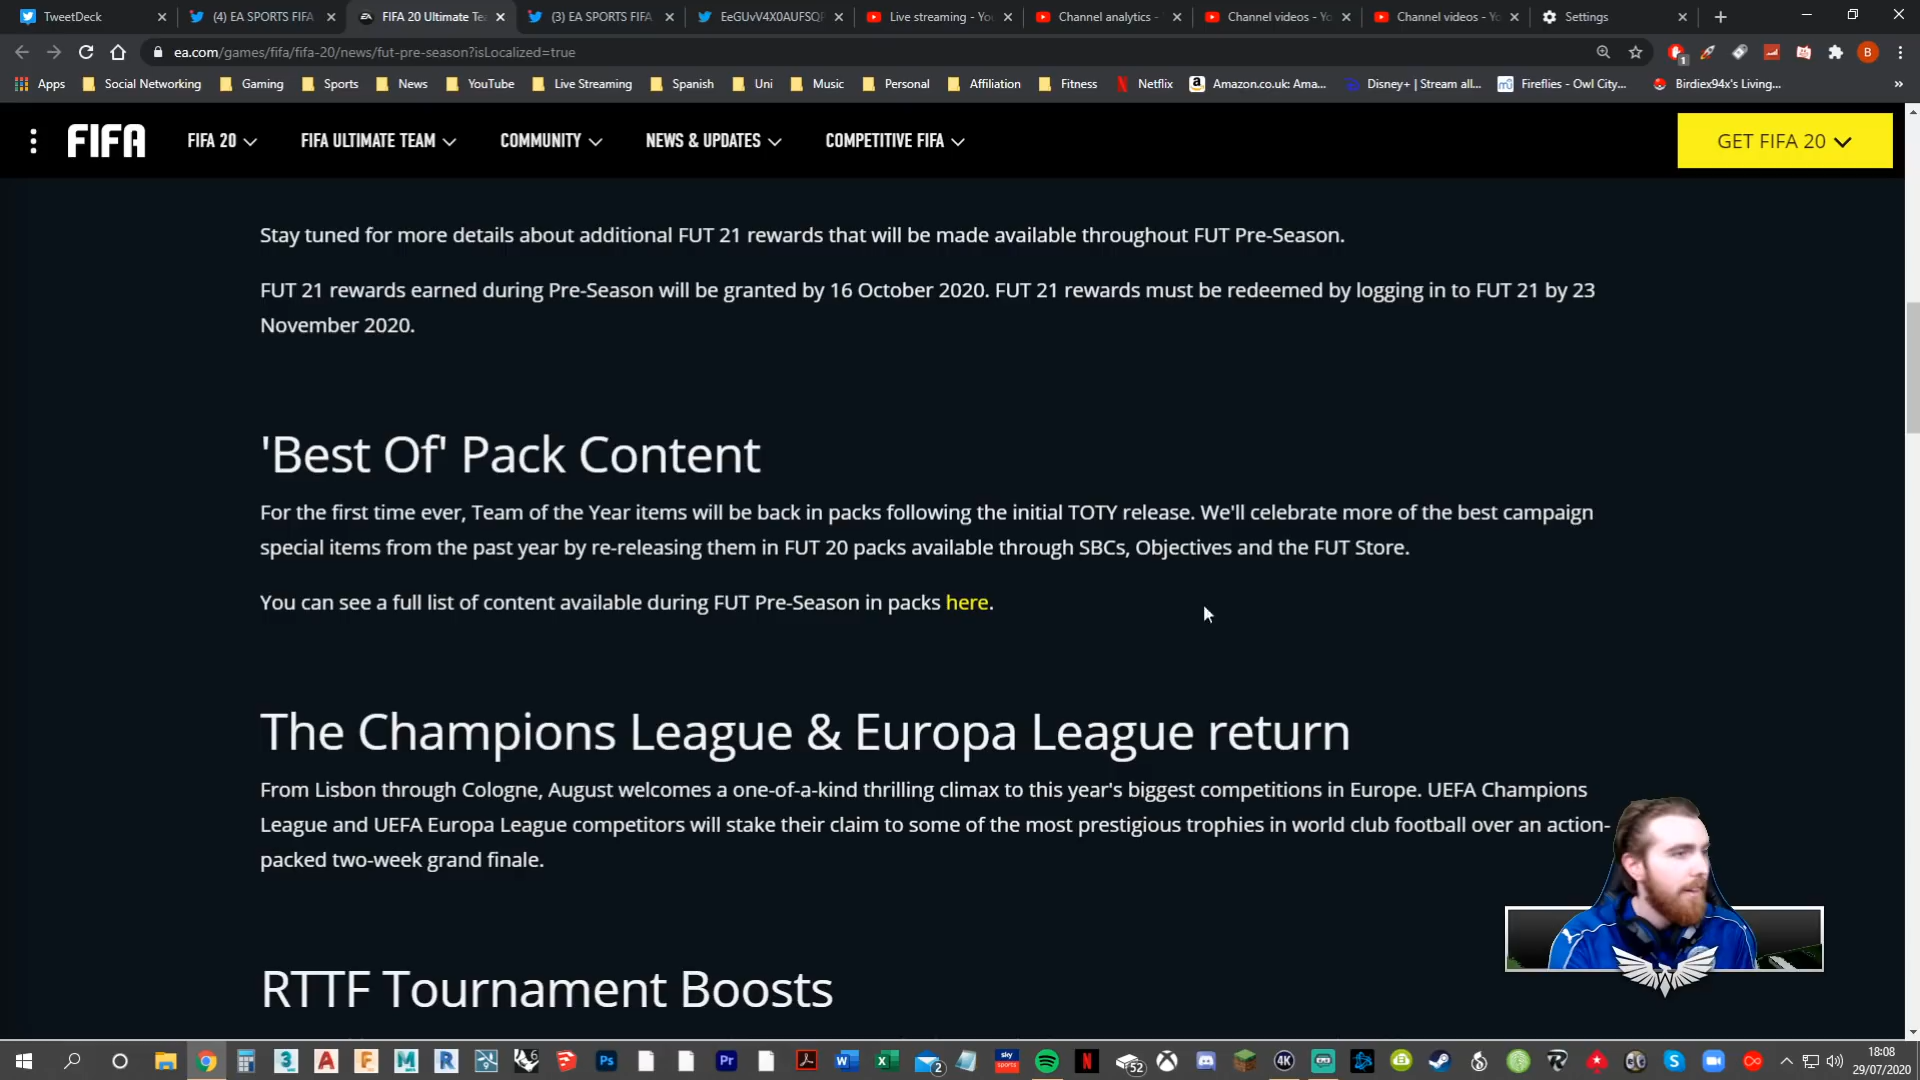 TweetDeck
(4) EA SPORTS FIFA
FIFA 20 Ultimate Te
(3) EA SPORTS FIFA
EeGUvV4X0AUFSQF
Live streaming - Yo
Channel analytics -
Channel videos - Yo
Channel videos - Yo
Settings
ea.com/games/fifa/fifa-20/news/fut-pre-season?isLocalized=true
1
B
Apps
Social Networking
Gaming
Sports
News
YouTube
Live Streaming
Spanish
Uni
Music
Personal
Affiliation
Fitness
Netflix
Amazon.co.uk: Ama...
Disney+ | Stream all...
Fireflies - Owl City...
Birdiex94x's Living...
»
FIFA
FIFA 20
FIFA ULTIMATE TEAM
COMMUNITY
NEWS & UPDATES
COMPETITIVE FIFA
GET FIFA 20
Stay tuned for more details about additional FUT 21 rewards that will be made available throughout FUT Pre-Season.
FUT 21 rewards earned during Pre-Season will be granted by 16 October 2020. FUT 21 rewards must be redeemed by logging in to FUT 21 by 23
November 2020.
'Best Of' Pack Content
For the first time ever, Team of the Year items will be back in packs following the initial TOTY release. We'll celebrate more of the best campaign
special items from the past year by re-releasing them in FUT 20 packs available through SBCs, Objectives and the FUT Store.
You can see a full list of content available during FUT Pre-Season in packs here.
The Champions League & Europa League return
From Lisbon through Cologne, August welcomes a one-of-a-kind thrilling climax to this year's biggest competitions in Europe. UEFA Champions
League and UEFA Europa League competitors will stake their claim to some of the most prestigious trophies in world club football over an action-
packed two-week grand finale.
RTTF Tournament Boosts
18:08
29/07/2020